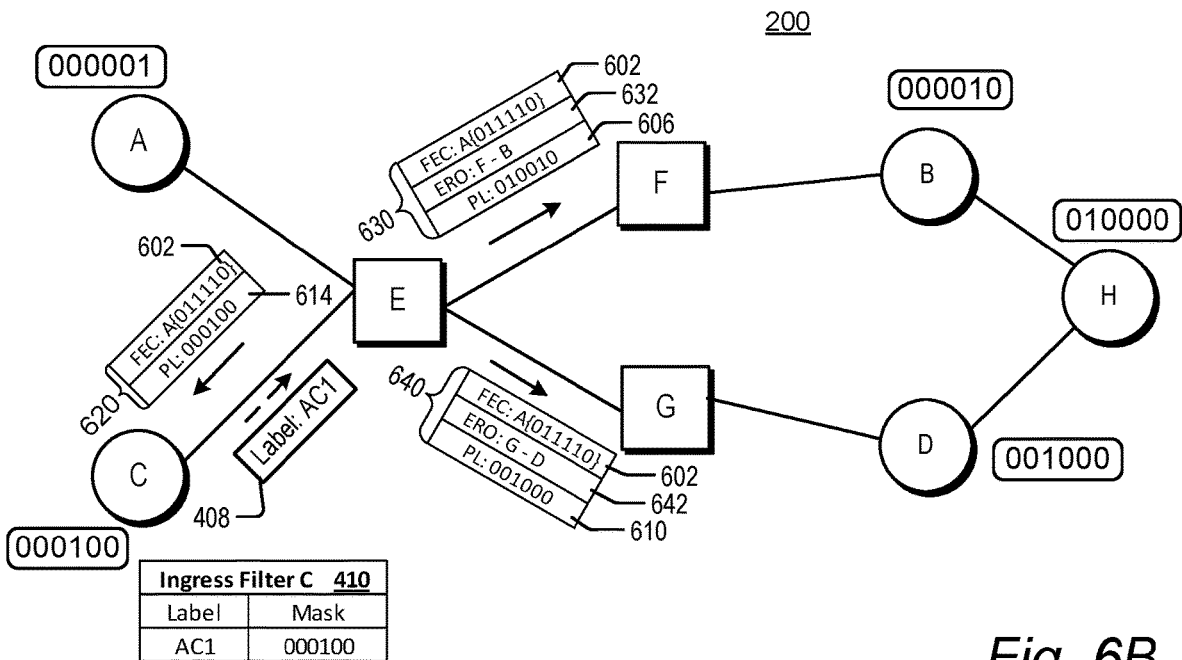 200
000001
A
602
632
606
FEC: A{011110}
ERO: F - B
PL: 010010
630
000010
F
B
010000
602
614
FEC: A{011110}
PL: 000100
620
E
H
640
FEC: A{011110}
ERO: G - D
PL: 001000
602
642
610
G
D
001000
Label: AC1
408
C
000100
Ingress Filter C 410
Label Mask
AC1 000100
Fig. 6B